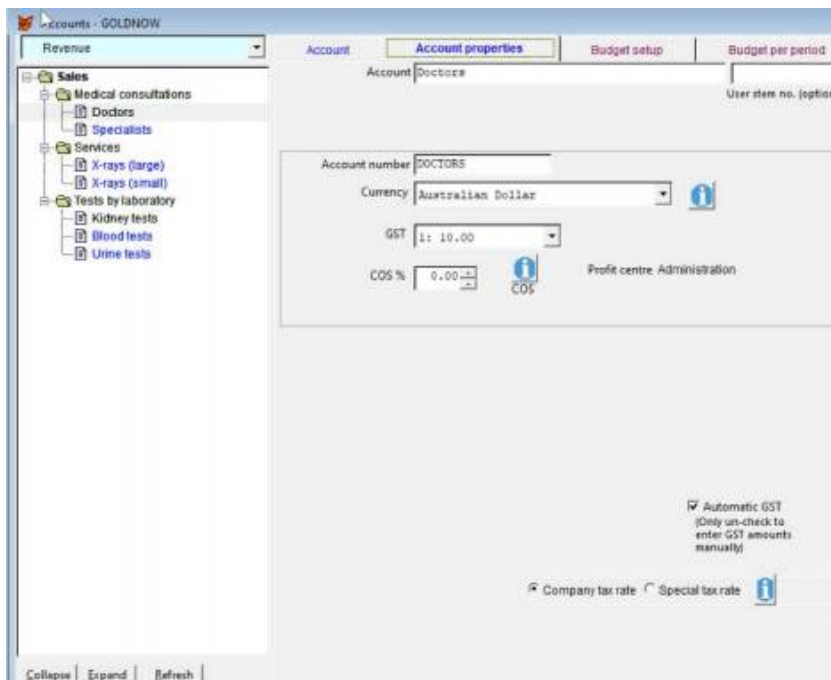 Accounts - GOLDNOW
Revenue
Account
Account properties
Budget setup
Budget per period
Sales
Medical consultations
Doctors
Specialists
Services
X-rays (large)
X-rays (small)
Tests by laboratory
Kidney tests
Blood tests
Urine tests
Account Doctors
User item no. (option
Account number DOCTORS
Currency Australian Dollar
GST 1: 10.00
COS % 0.00
COS
Profit centre Administration
Automatic GST
(Only un-check to
enter GST amounts
manually)
Company tax rate Special tax rate
Collapse Expand Refresh